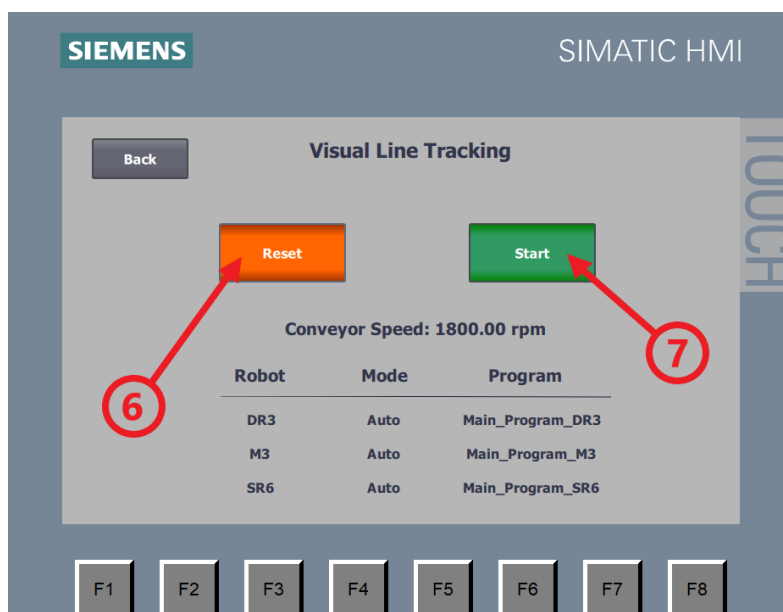 SIEMENS SIMATIC HMI
TOUCH
Back Visual Line Tracking
Reset Start
Conveyor Speed: 1800.00 rpm
6 7
Robot Mode Program
DR3 Auto Main_Program_DR3
M3 Auto Main_Program_M3
SR6 Auto Main_Program_SR6
F1 F2 F3 F4 F5 F6 F7 F8